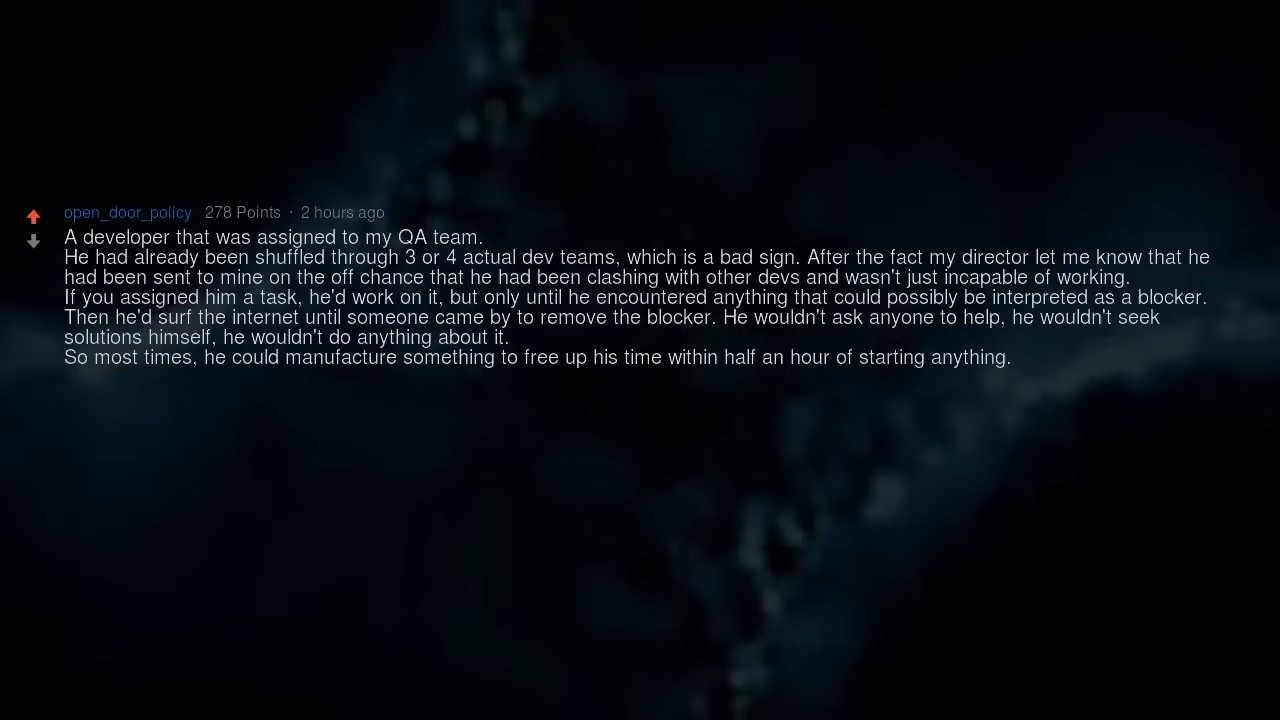 open_door_policy 278 Points · 2 hours ago
A developer that was assigned to my QA team.
He had already been shuffled through 3 or 4 actual dev teams, which is a bad sign. After the fact my director let me know that he
had been sent to mine on the off chance that he had been clashing with other devs and wasn't just incapable of working.
If you assigned him a task, he'd work on it, but only until he encountered anything that could possibly be interpreted as a blocker.
Then he'd surf the internet until someone came by to remove the blocker. He wouldn't ask anyone to help, he wouldn't seek
solutions himself, he wouldn't do anything about it.
So most times, he could manufacture something to free up his time within half an hour of starting anything.